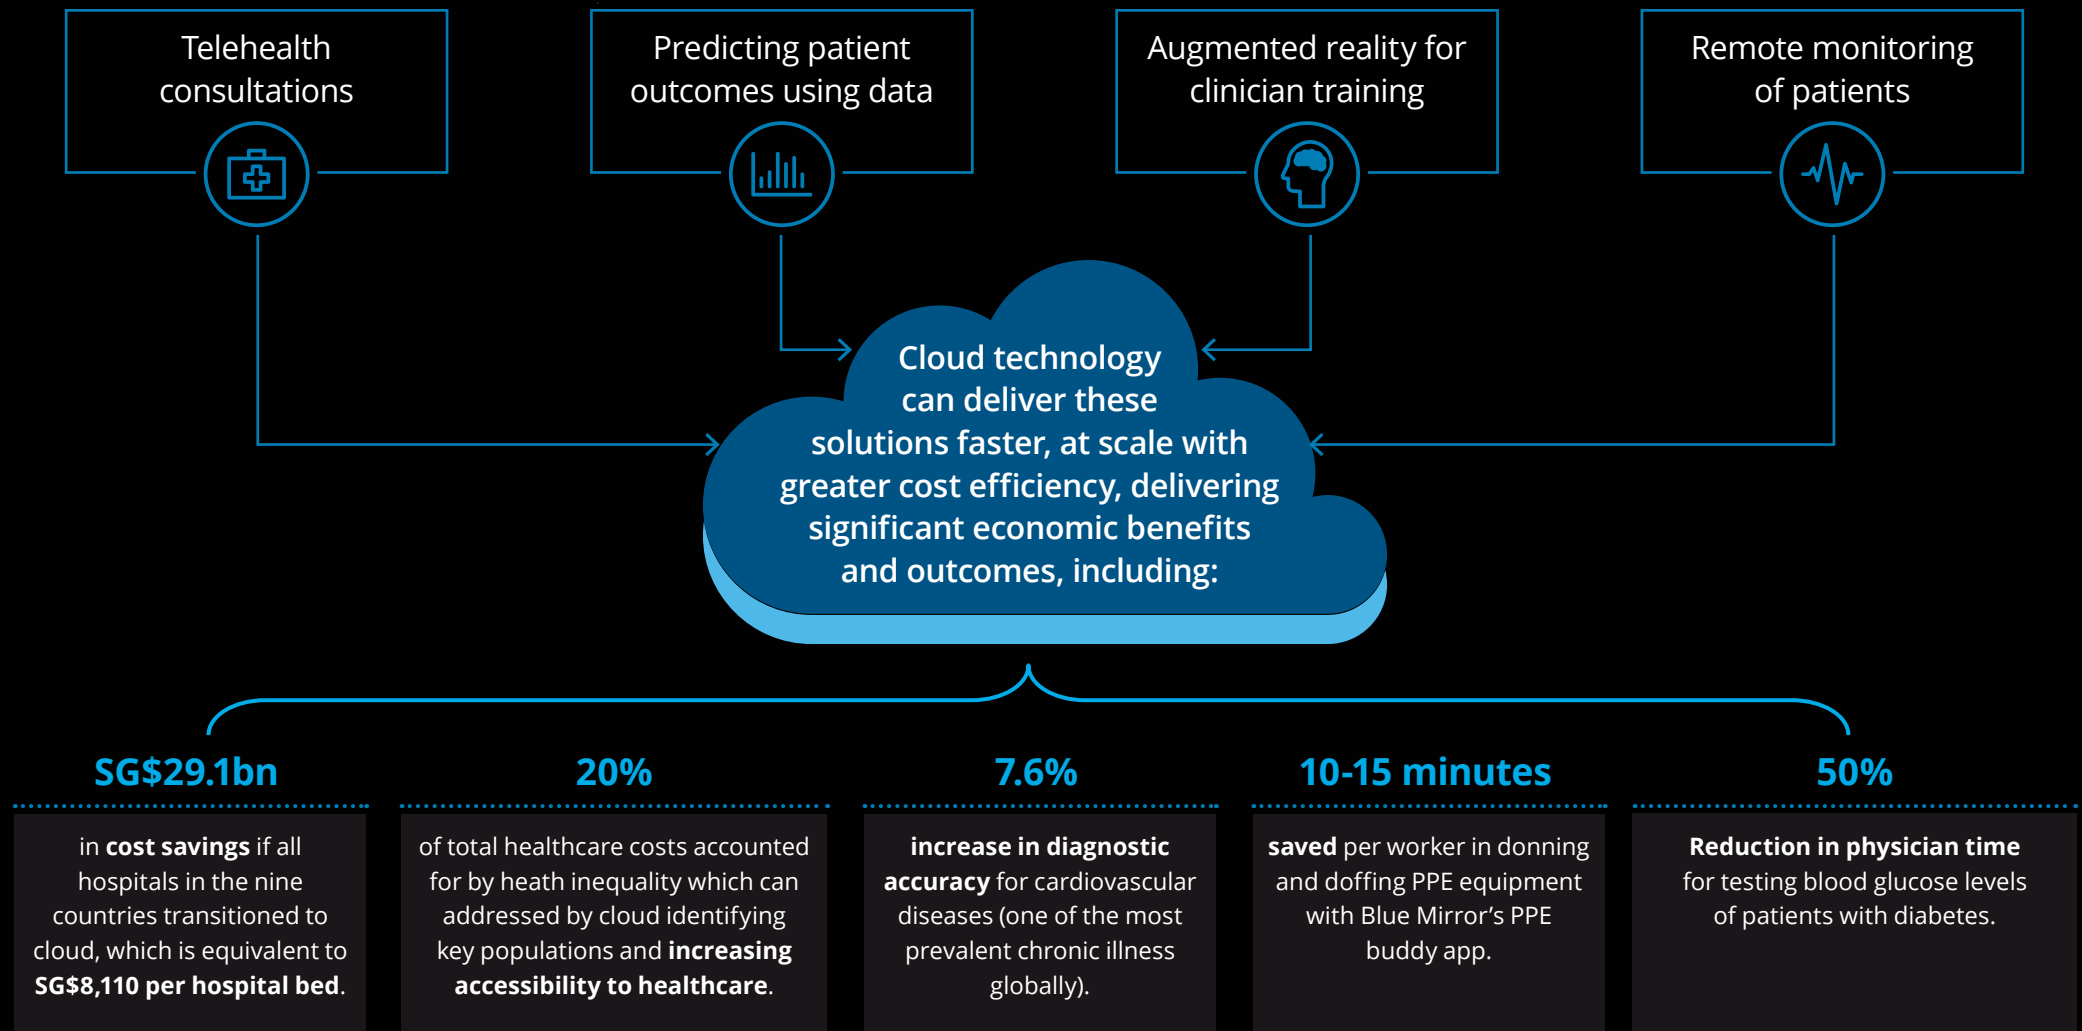 Telehealth
consultations
Predicting patient
outcomes using data
Augmented reality for
clinician training
Remote monitoring
of patients
Cloud technology
can deliver these
solutions faster, at scale with
greater cost efficiency, delivering
significant economic benefits
and outcomes, including:
SG$29.1bn
in cost savings if all
hospitals in the nine
countries transitioned to
cloud, which is equivalent to
SG$8,110 per hospital bed.
20%
of total healthcare costs accounted
for by heath inequality which can
addressed by cloud identifying
key populations and increasing
accessibility to healthcare.
7.6%
increase in diagnostic
accuracy for cardiovascular
diseases (one of the most
prevalent chronic illness
globally).
10-15 minutes
saved per worker in donning
and doffing PPE equipment
with Blue Mirror’s PPE
buddy app.
50%
Reduction in physician time
for testing blood glucose levels
of patients with diabetes.